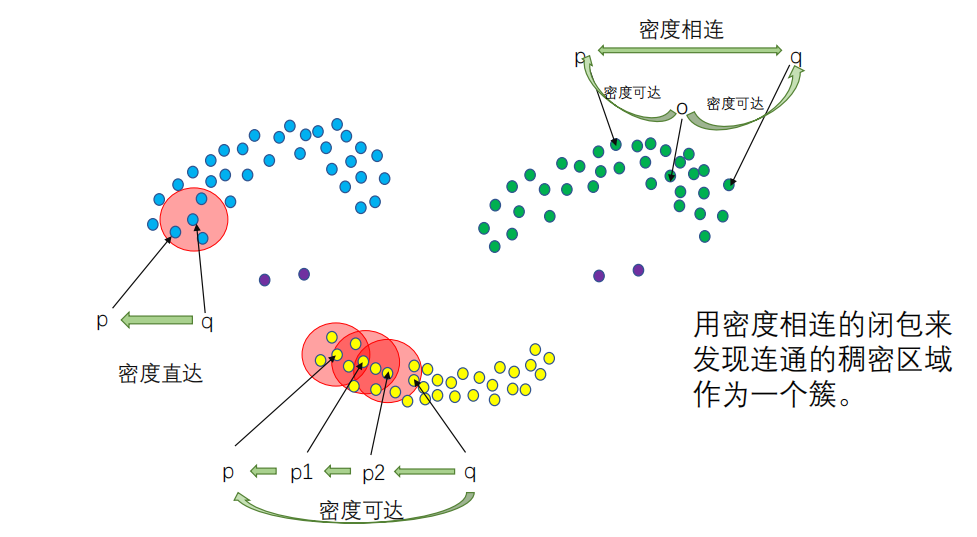 密度相连
p
q
密度可达
o
密度可达
p
q
密度直达
用密度相连的闭包来
发现连通的稠密区域
作为一个簇。
p
p1
p2
q
密度可达